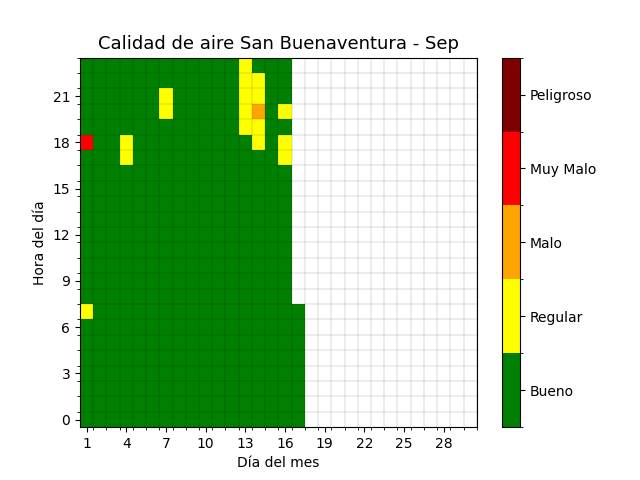 Calidad de aire San Buenaventura - Sep
Hora del día
21
18
15
12
9
6
3
0
1 4 7 10 13 16 19 22 25 28
Día del mes
Peligroso
Muy Malo
Malo
Regular
Bueno